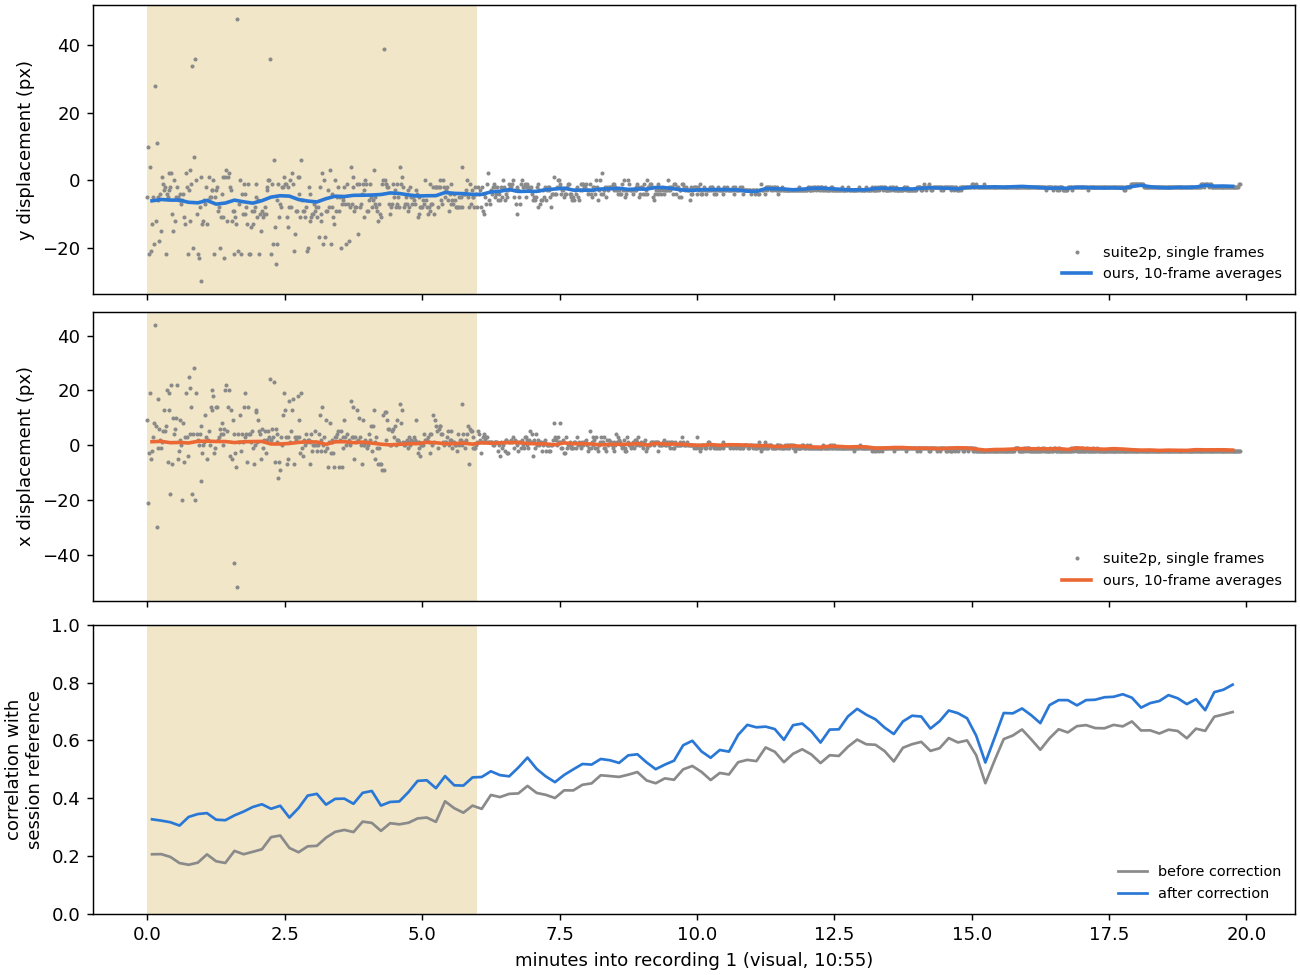 40
20
0
−20
y displacement (px)
suite2p, single frames
ours, 10-frame averages
40
20
0
−20
−40
x displacement (px)
suite2p, single frames
ours, 10-frame averages
1.0
0.8
0.6
0.4
0.2
0.0
correlation with
session reference
before correction
after correction
0.0 2.5 5.0 7.5 10.0 12.5 15.0 17.5 20.0
minutes into recording 1 (visual, 10:55)